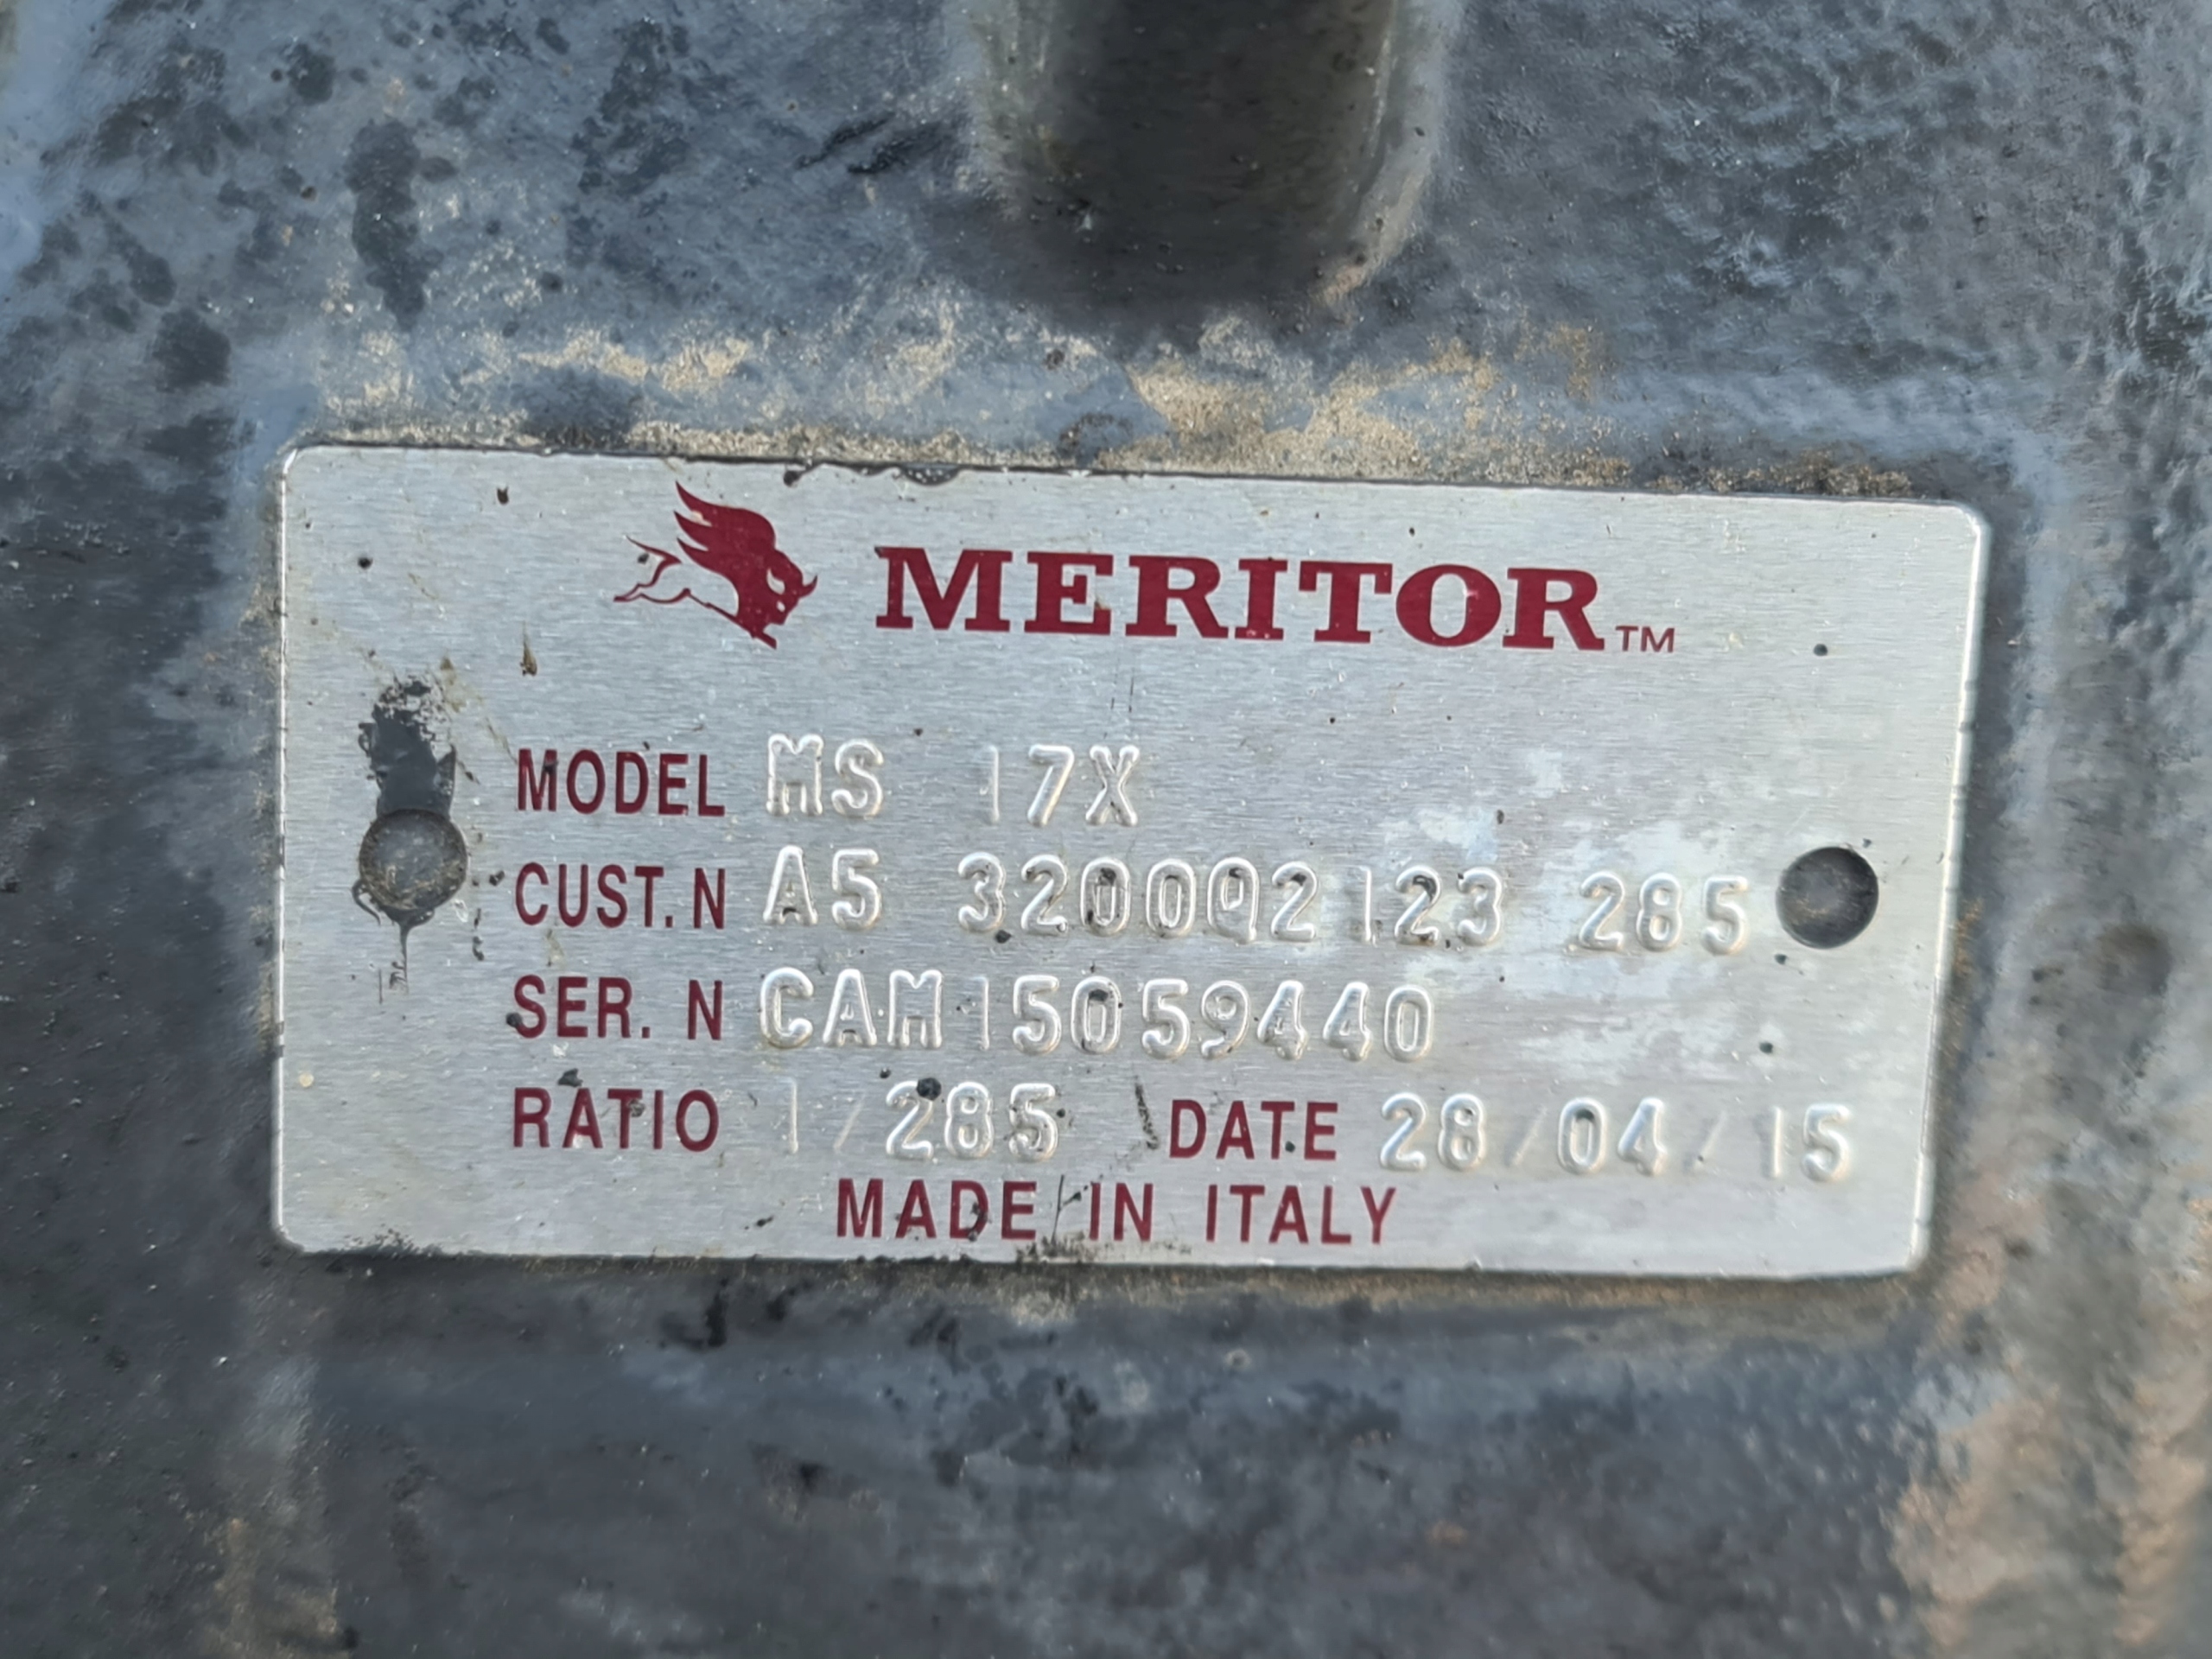 MERITOR™
MODEL MS 17X
CUST. N A5 3200Q2123 285
SER. N CAM15059440
RATIO 1/285 DATE 28/04/15
MADE IN ITALY